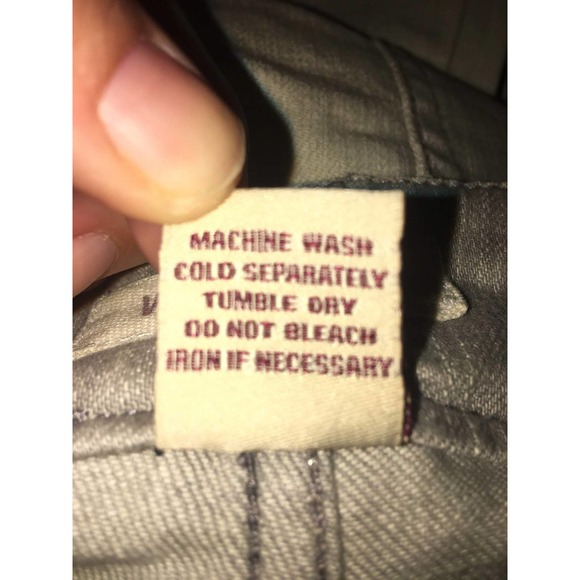 MACHINE WASH
COLD SEPARATELY
TUMBLE DRY
DO NOT BLEACH
IRON IF NECESSARY